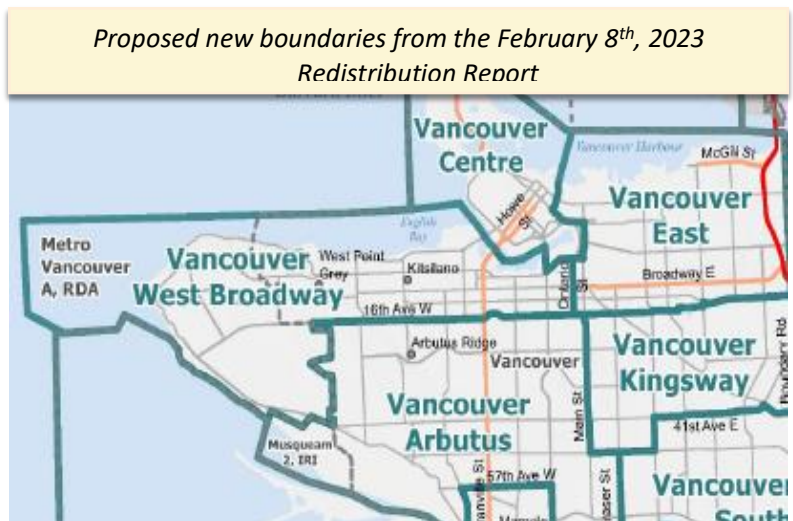 Proposed new boundaries from the February 8th, 2023
Redistribution Report
Vancouver
Centre
Vancouver Harbour
McGill St
Vancouver
East
Howe
St
English
Bay
Metro
Vancouver
A, RDA
Vancouver
West Broadway
West Point
Grey
Kitsilano
Ontario
St
Broadway E
16th Ave W
Arbutus Ridge
Vancouver
Vancouver
Kingsway
Boundary Rd
Vancouver
Arbutus
Main St
41st Ave E
Musqueam
2, IRI
57th Ave W
Vancouver
South